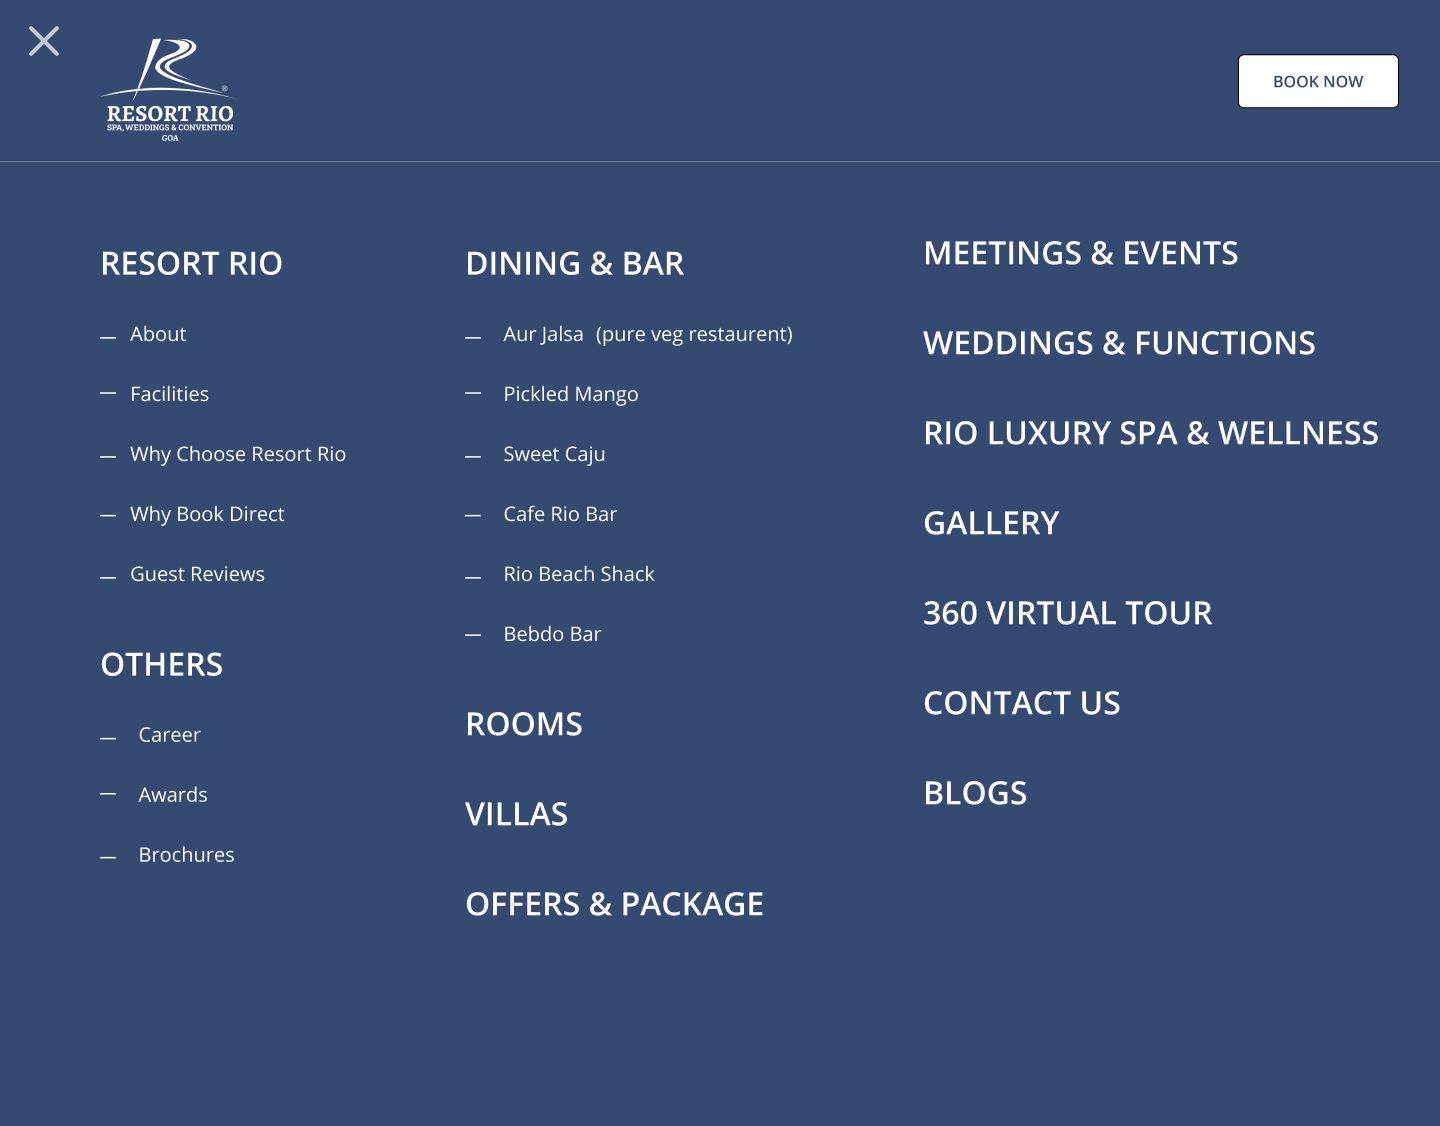 RESORT RIO
SPA, WEDDINGS & CONVENTION
GOA
®
BOOK NOW
RESORT RIO
About
Facilities
Why Choose Resort Rio
Why Book Direct
Guest Reviews
OTHERS
Career
Awards
Brochures
DINING & BAR
Aur Jalsa (pure veg restaurent)
Pickled Mango
Sweet Caju
Cafe Rio Bar
Rio Beach Shack
Bebdo Bar
ROOMS
VILLAS
OFFERS & PACKAGE
MEETINGS & EVENTS
WEDDINGS & FUNCTIONS
RIO LUXURY SPA & WELLNESS
GALLERY
360 VIRTUAL TOUR
CONTACT US
BLOGS